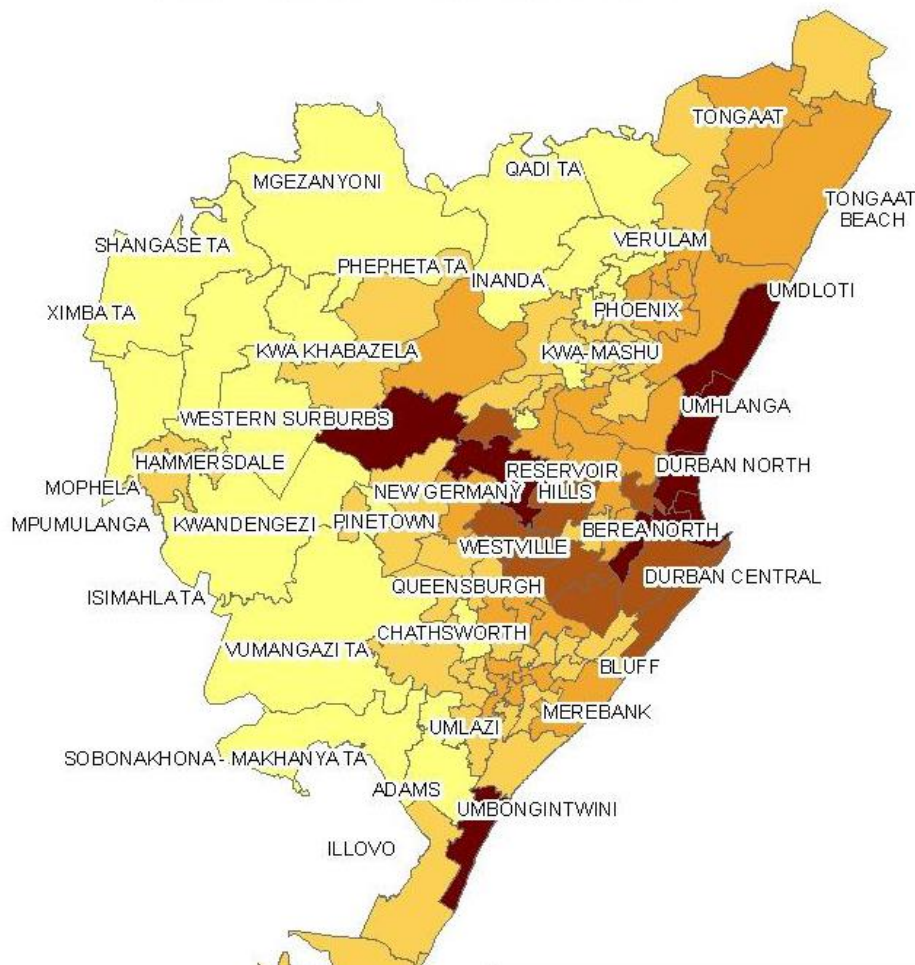 TONGAAT
QADI TA
MGEZANYONI
TONGAAT
BEACH
VERULAM
SHANGASE TA
PHEPHETA TA
INANDA
UMDLOTI
XIMBA TA
PHOENIX
KWA KHABAZELA
KWA-MASHU
UMHLANGA
WESTERN SURBURBS
HAMMERSDALE
RESERVOIR
HILLS
DURBAN NORTH
MOPHELA
NEW GERMANY
MPUMULANGA
KWANDENGEZI
PINETOWN
BEREA NORTH
WESTVILLE
DURBAN CENTRAL
QUEENSBURGH
ISIMAHLA TA
CHATHSWORTH
VUMANGAZI TA
BLUFF
MEREBANK
UMLAZI
SOBONAKHONA - MAKHANYA TA
ADAMS
UMBONGINTWINI
ILLOVO